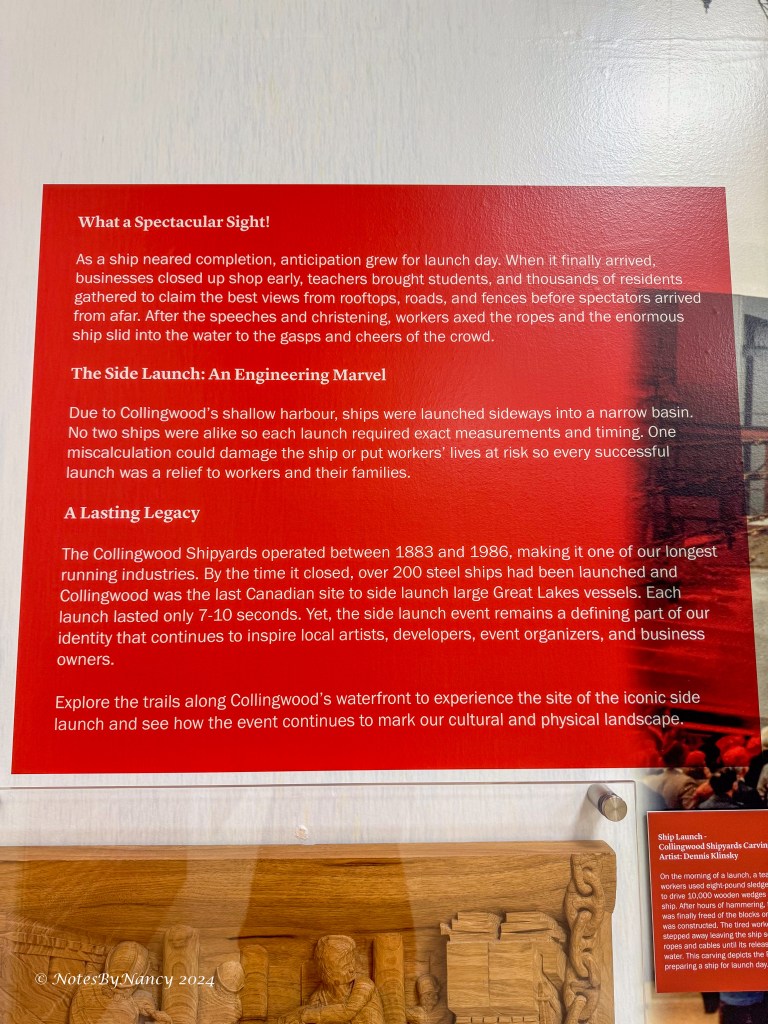 What a Spectacular Sight!
As a ship neared completion, anticipation grew for launch day. When it finally arrived,
businesses closed up shop early, teachers brought students, and thousands of residents
gathered to claim the best views from rooftops, roads, and fences before spectators arrived
from afar. After the speeches and christening, workers axed the ropes and the enormous
ship slid into the water to the gasps and cheers of the crowd.
The Side Launch: An Engineering Marvel
Due to Collingwood's shallow harbour, ships were launched sideways into a narrow basin.
No two ships were alike so each launch required exact measurements and timing. One
miscalculation could damage the ship or put workers' lives at risk so every successful
launch was a relief to workers and their families.
A Lasting Legacy
The Collingwood Shipyards operated between 1883 and 1986, making it one of our longest
running industries. By the time it closed, over 200 steel ships had been launched and
Collingwood was the last Canadian site to side launch large Great Lakes vessels. Each
launch lasted only 7-10 seconds. Yet, the side launch event remains a defining part of our
identity that continues to inspire local artists, developers, event organizers, and business
owners.
Explore the trails along Collingwood's waterfront to experience the site of the iconic side
launch and see how the event continues to mark our cultural and physical landscape.
Ship Launch -
Collingwood Shipyards Carvin
Artist: Dennis Klinsky
On the morning of a launch, a tea
workers used eight-pound sledge
to drive 10,000 wooden wedges
ship. After hours of hammering,
was finally freed of the blocks on
was constructed. The tired work
stepped away leaving the ship s
ropes and cables until its releas
water. This carving depicts the
preparing a ship for launch day.
© NotesByNancy 2024